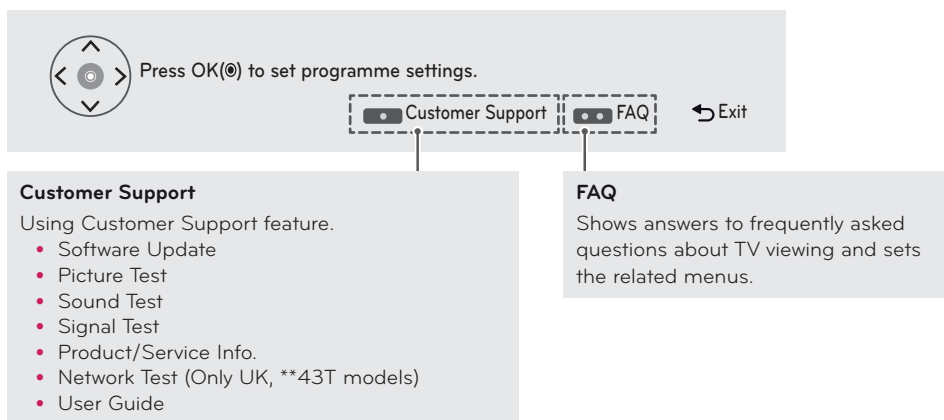 Press OK(◉) to set programme settings.
Customer Support FAQ Exit
Customer Support
Using Customer Support feature.
• Software Update
• Picture Test
• Sound Test
• Signal Test
• Product/Service Info.
• Network Test (Only UK, **43T models)
• User Guide
FAQ
Shows answers to frequently asked
questions about TV viewing and sets
the related menus.